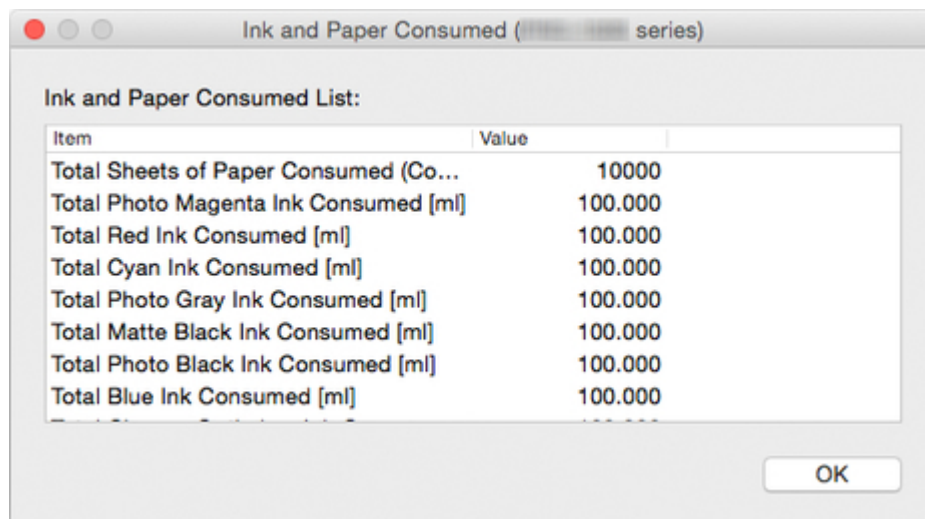 Ink and Paper Consumed ( series)
Ink and Paper Consumed List:
Item Value
Total Sheets of Paper Consumed (Co... 10000
Total Photo Magenta Ink Consumed [ml] 100.000
Total Red Ink Consumed [ml] 100.000
Total Cyan Ink Consumed [ml] 100.000
Total Photo Gray Ink Consumed [ml] 100.000
Total Matte Black Ink Consumed [ml] 100.000
Total Photo Black Ink Consumed [ml] 100.000
Total Blue Ink Consumed [ml] 100.000
OK